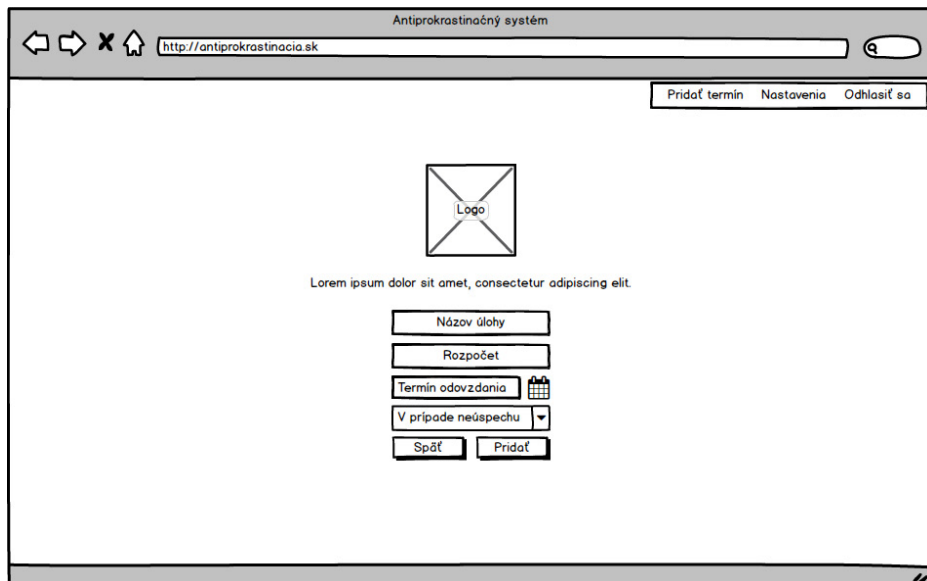 Antiprokrastinačný systém
http://antiprokrastinacia.sk
Pridať termín Nastavenia Odhlasiť sa
Logo
Lorem ipsum dolor sit amet, consectetur adipiscing elit.
Názov úlohy
Rozpočet
Termín odovzdania
V prípade neúspechu
Späť Pridať